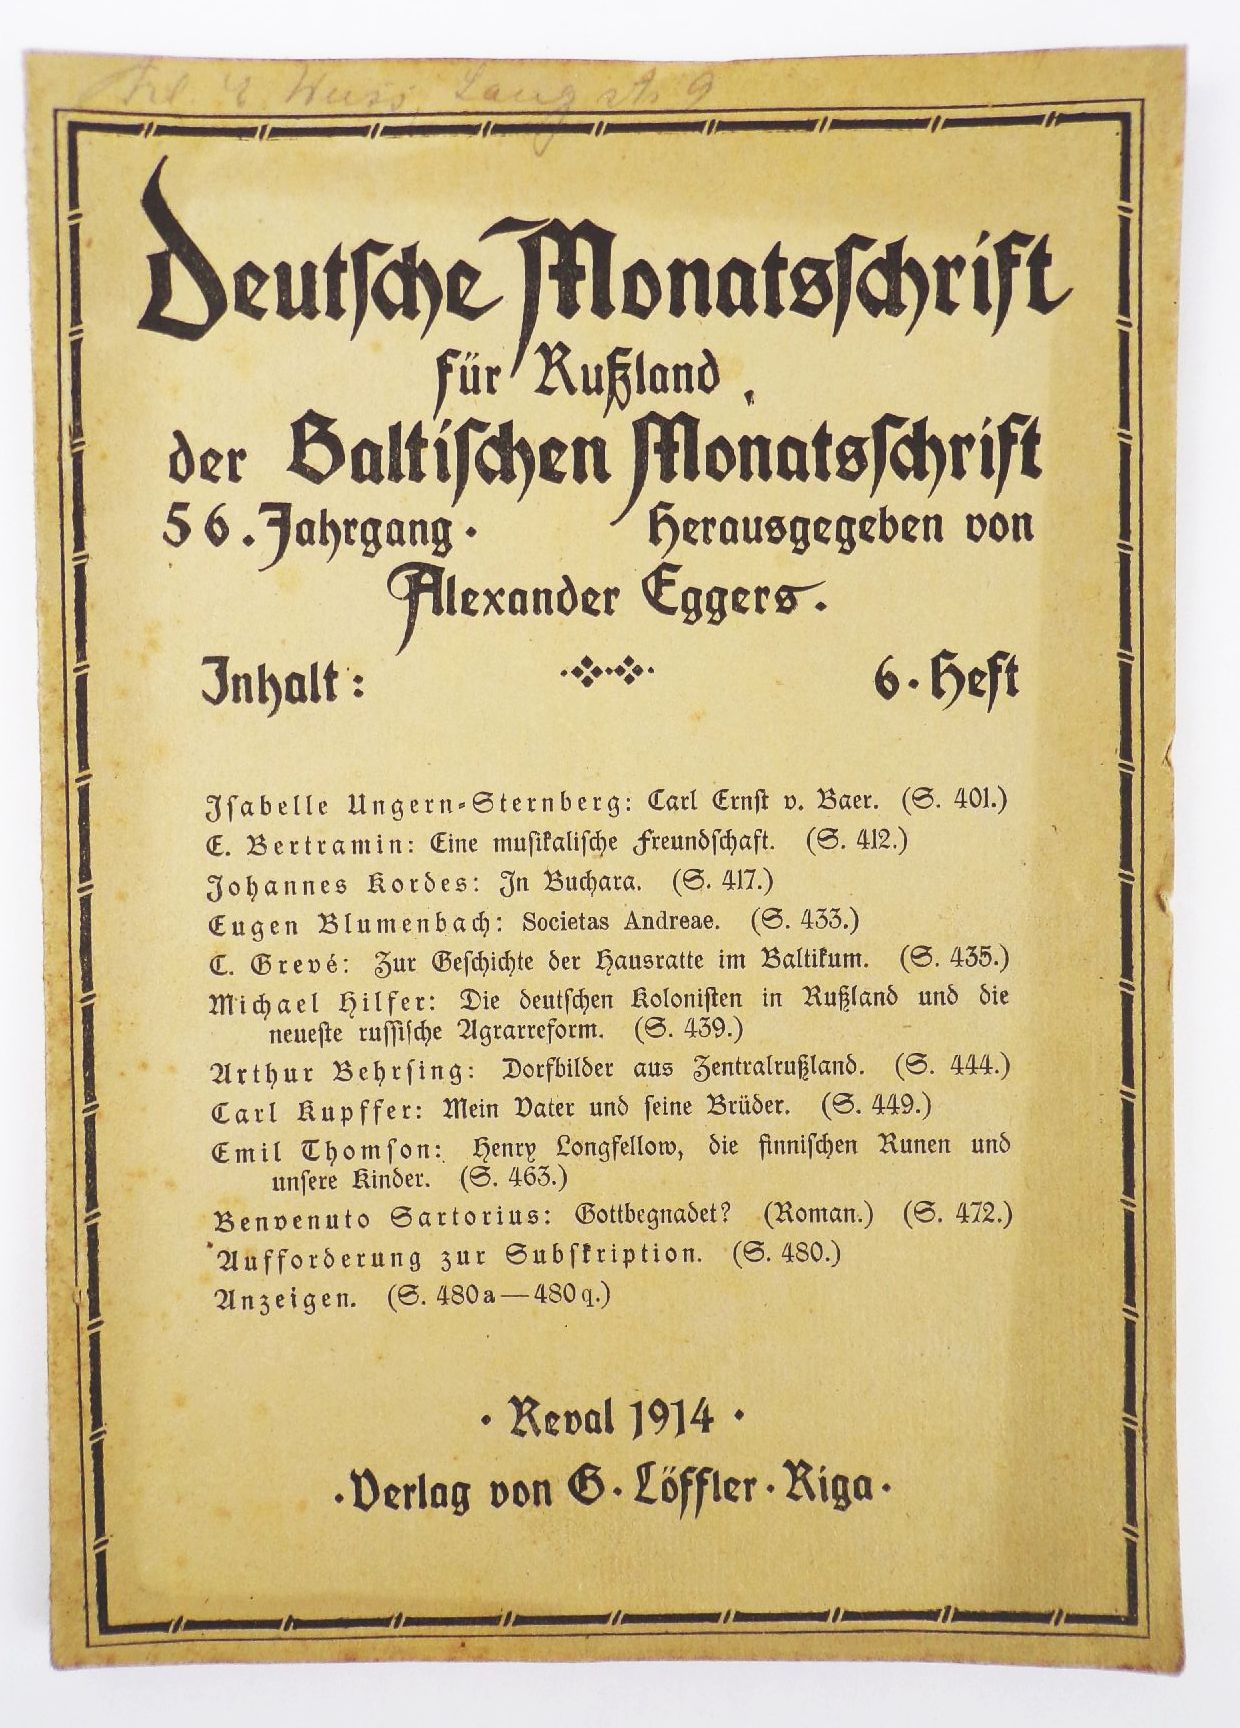 Deutsche Monatsschrift
für Rußland
der Baltischen Monatsschrift
56. Jahrgang. Herausgegeben von
Alexander Eggers.
Inhalt: 6. Heft
Isabelle Ungern-Sternberg: Carl Ernst v. Baer. (S. 401.)
E. Bertramin: Eine musikalische Freundschaft. (S. 412.)
Johannes Kordes: In Buchara. (S. 417.)
Eugen Blumenbach: Societas Andreae. (S. 433.)
C. Grevé: Zur Geschichte der Hausratte im Baltikum. (S. 435.)
Michael Hilfer: Die deutschen Kolonisten in Rußland und die
neueste russische Agrarreform. (S. 439.)
Arthur Behrsing: Dorfbilder aus Zentralrußland. (S. 444.)
Carl Kupffer: Mein Vater und seine Brüder. (S. 449.)
Emil Thomson: Henry Longfellow, die finnischen Runen und
unsere Kinder. (S. 463.)
Benvenuto Sartorius: Gottbegnadet? (Roman.) (S. 472.)
Aufforderung zur Subskription. (S. 480.)
Anzeigen. (S. 480a—480q.)
· Reval 1914 ·
· Verlag von G. Löffler · Riga ·